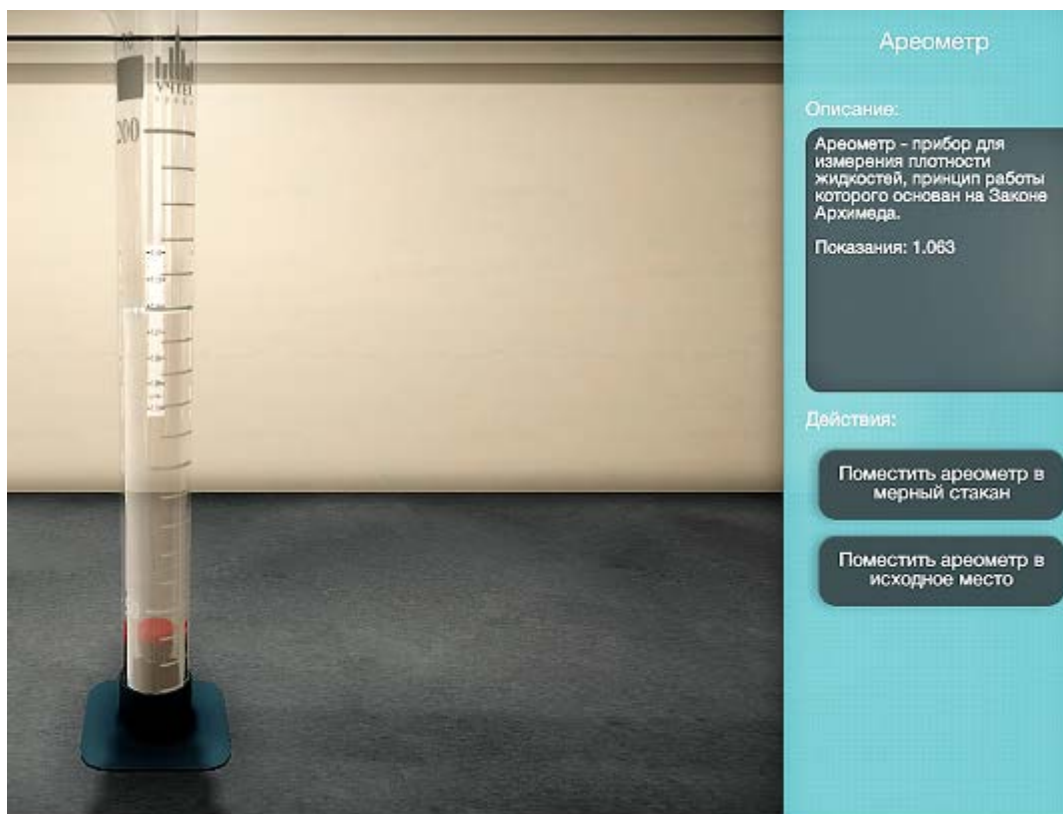 Ареометр
Описание:
Ареометр - прибор для
измерения плотности
жидкостей, принцип работы
которого основан на Законе
Архимеда.
Показания: 1.063
Действия:
Поместить ареометр в
мерный стакан
Поместить ареометр в
исходное место
200